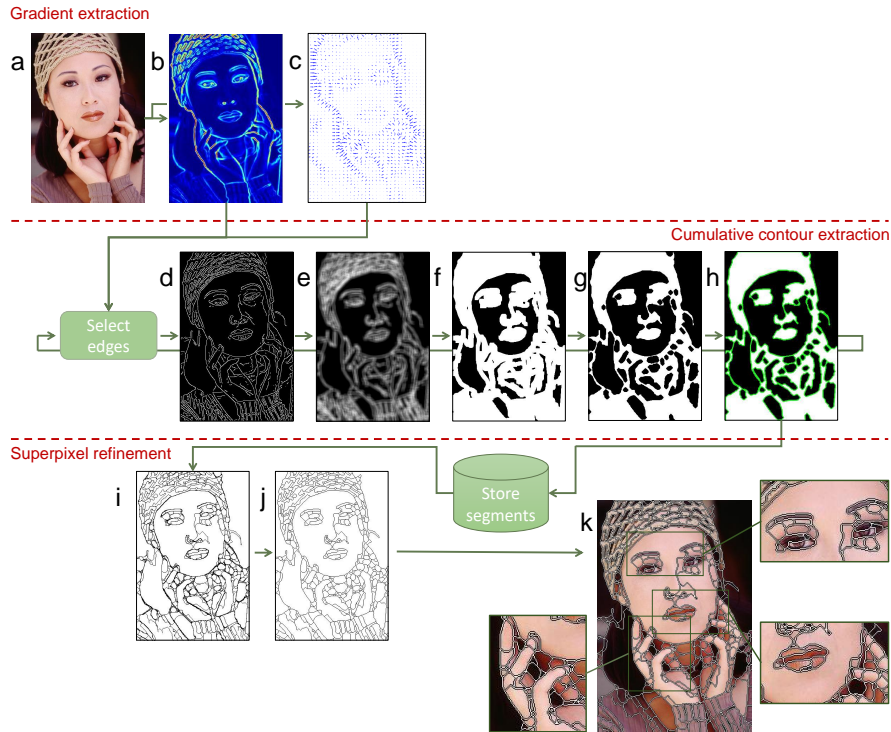 Gradient extraction
a
b
c
Cumulative contour extraction
d
e
f
g
h
Select
edges
Superpixel refinement
i
j
Store
segments
k